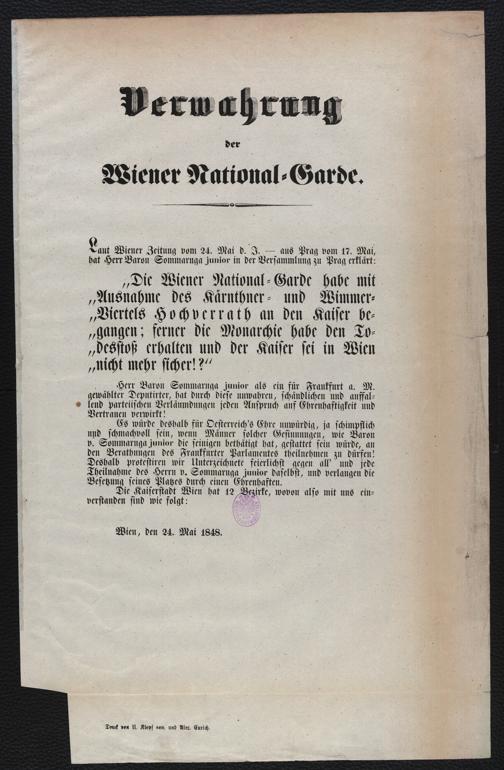 Verwahrung
der
Wiener National-Garde.
Laut Wiener Zeitung vom 24. Mai d. J. — aus Prag vom 17. Mai,
hat Herr Baron Sommaruga junior in der Versammlung zu Prag erklärt:
„Die Wiener National-Garde habe mit
„Ausnahme des Kärnthner- und Wimmer-
„Viertels Hochverrath an den Kaiser be-
„gangen; ferner die Monarchie habe den To-
„desstoß erhalten und der Kaiser sei in Wien
„nicht mehr sicher!?“
Herr Baron Sommaruga junior als ein für Frankfurt a. M.
gewählter Deputirter, hat durch diese unwahren, schändlichen und auffal-
lend parteiischen Verläumdungen jeden Anspruch auf Ehrenhaftigkeit und
Vertrauen verwirkt!
Es würde deshalb für Oesterreich's Ehre unwürdig, ja schimpflich
und schmachvoll sein, wenn Männer solcher Gesinnungen, wie Baron
v. Sommaruga junior die seinigen bethätigt hat, gestattet sein würde, an
den Berathungen des Frankfurter Parlamentes theilnehmen zu dürfen!
Deshalb protestiren wir Unterzeichnete feierlichst gegen all' und jede
Theilnahme des Herrn v. Sommaruga junior daselbst, und verlangen die
Besetzung seines Platzes durch einen Ehrenhaften.
Die Kaiserstadt Wien hat 12 Bezirke, wovon also mit uns ein-
verstanden sind wie folgt:
Wien, den 24. Mai 1848.
Druck von U. Klopf sen. und Alex. Eurich.